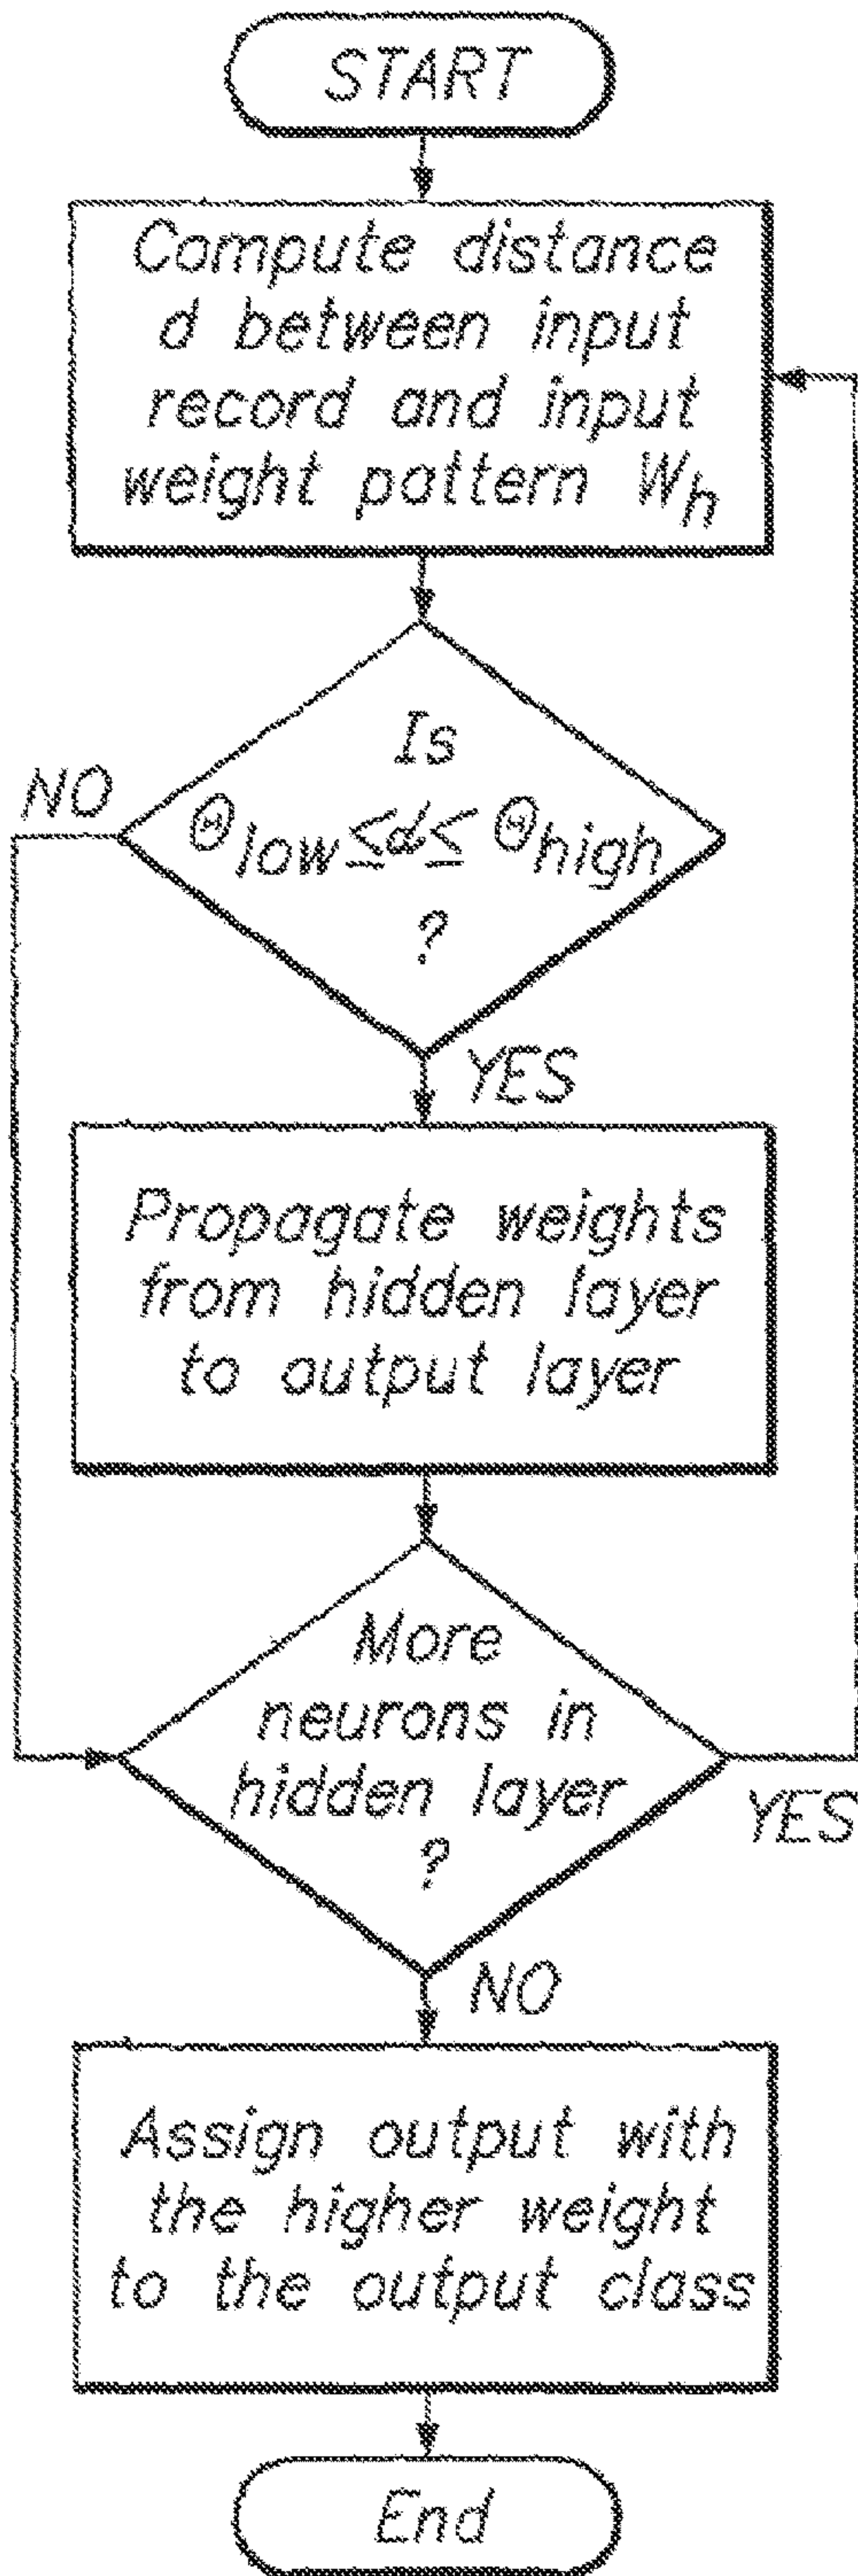 START
Compute distance
d between input
record and input
weight pattern Wh
Is
NO
Θlow ≤d≤ Θhigh
?
YES
Propagate weights
from hidden layer
to output layer
More
neurons in
hidden layer
?
YES
NO
Assign output with
the higher weight
to the output class
End